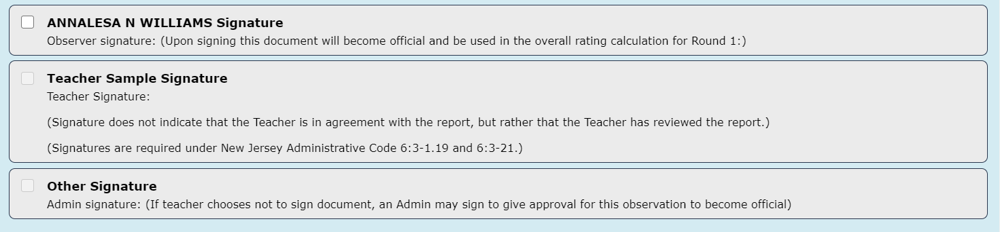 ANNALESA N WILLIAMS Signature
Observer signature: (Upon signing this document will become official and be used in the overall rating calculation for Round 1:)
Teacher Sample Signature
Teacher Signature:
(Signature does not indicate that the Teacher is in agreement with the report, but rather that the Teacher has reviewed the report.)
(Signatures are required under New Jersey Administrative Code 6:3-1.19 and 6:3-21.)
Other Signature
Admin signature: (If teacher chooses not to sign document, an Admin may sign to give approval for this observation to become official)